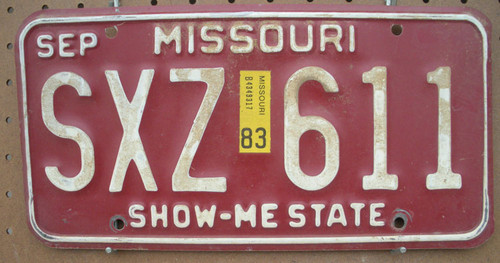 SEP MISSOURI
SXZ 611
MISSOURI
83
SHOW-ME STATE